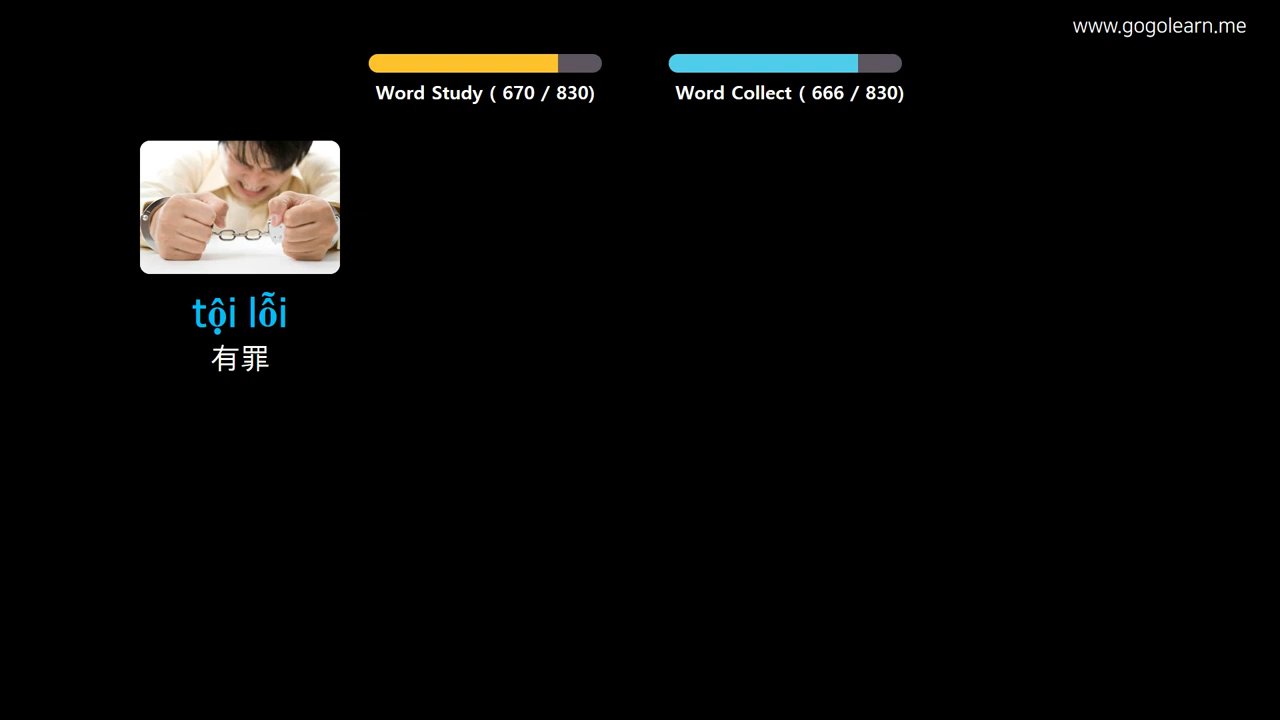 www.gogolearn.me
Word Study ( 670 / 830)
Word Collect ( 666 / 830)
tội lỗi
有罪